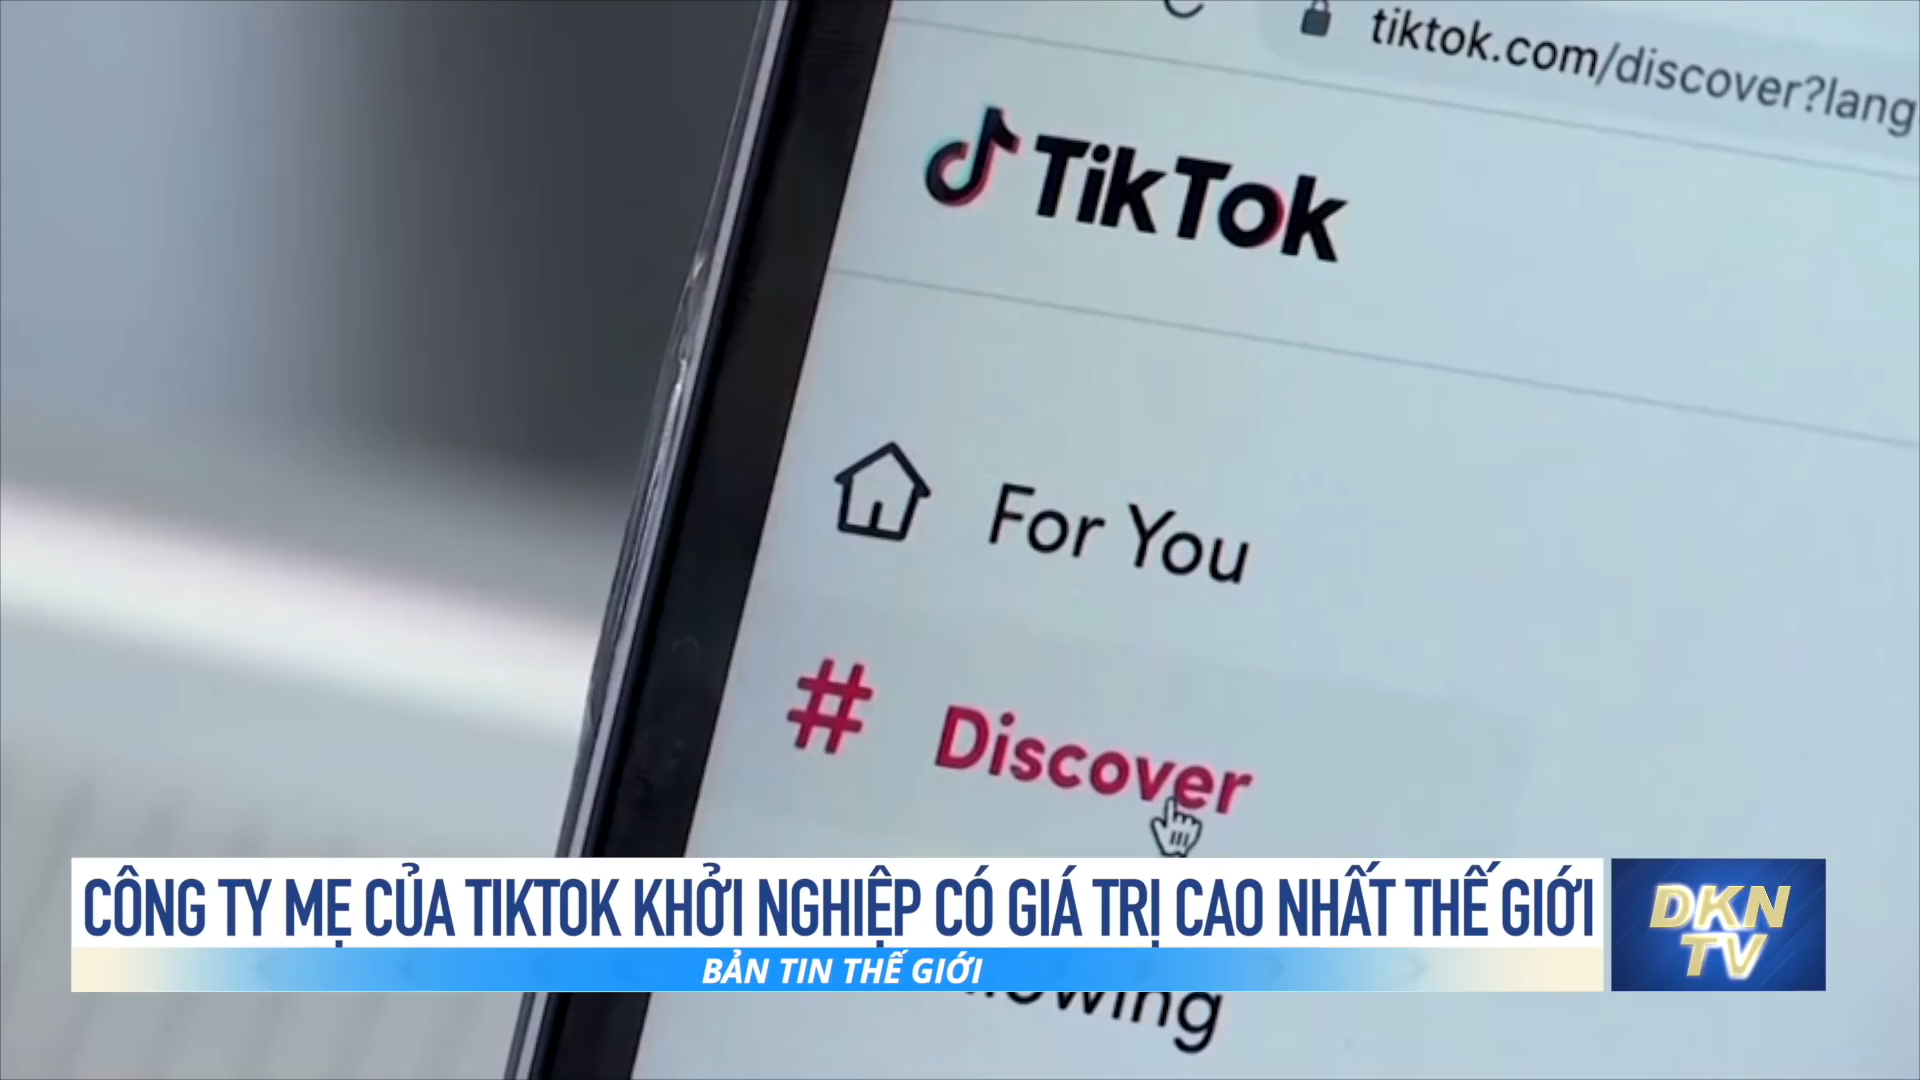 tiktok.com/discover?lang
TikTok
For You
# Discover
CÔNG TY MẸ CỦA TIKTOK KHỞI NGHIỆP CÓ GIÁ TRỊ CAO NHẤT THẾ GIỚI
DKN
TV
BẢN TIN THẾ GIỚI
lowing